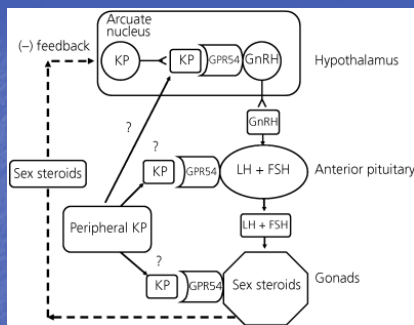 Arcuate
nucleus
(–) feedback
KP
KP
GPR54
GnRH
Hypothalamus
?
GnRH
?
Sex steroids
KP
GPR54
LH + FSH
Anterior pituitary
Peripheral KP
LH + FSH
?
KP
GPR54
Sex steroids
Gonads